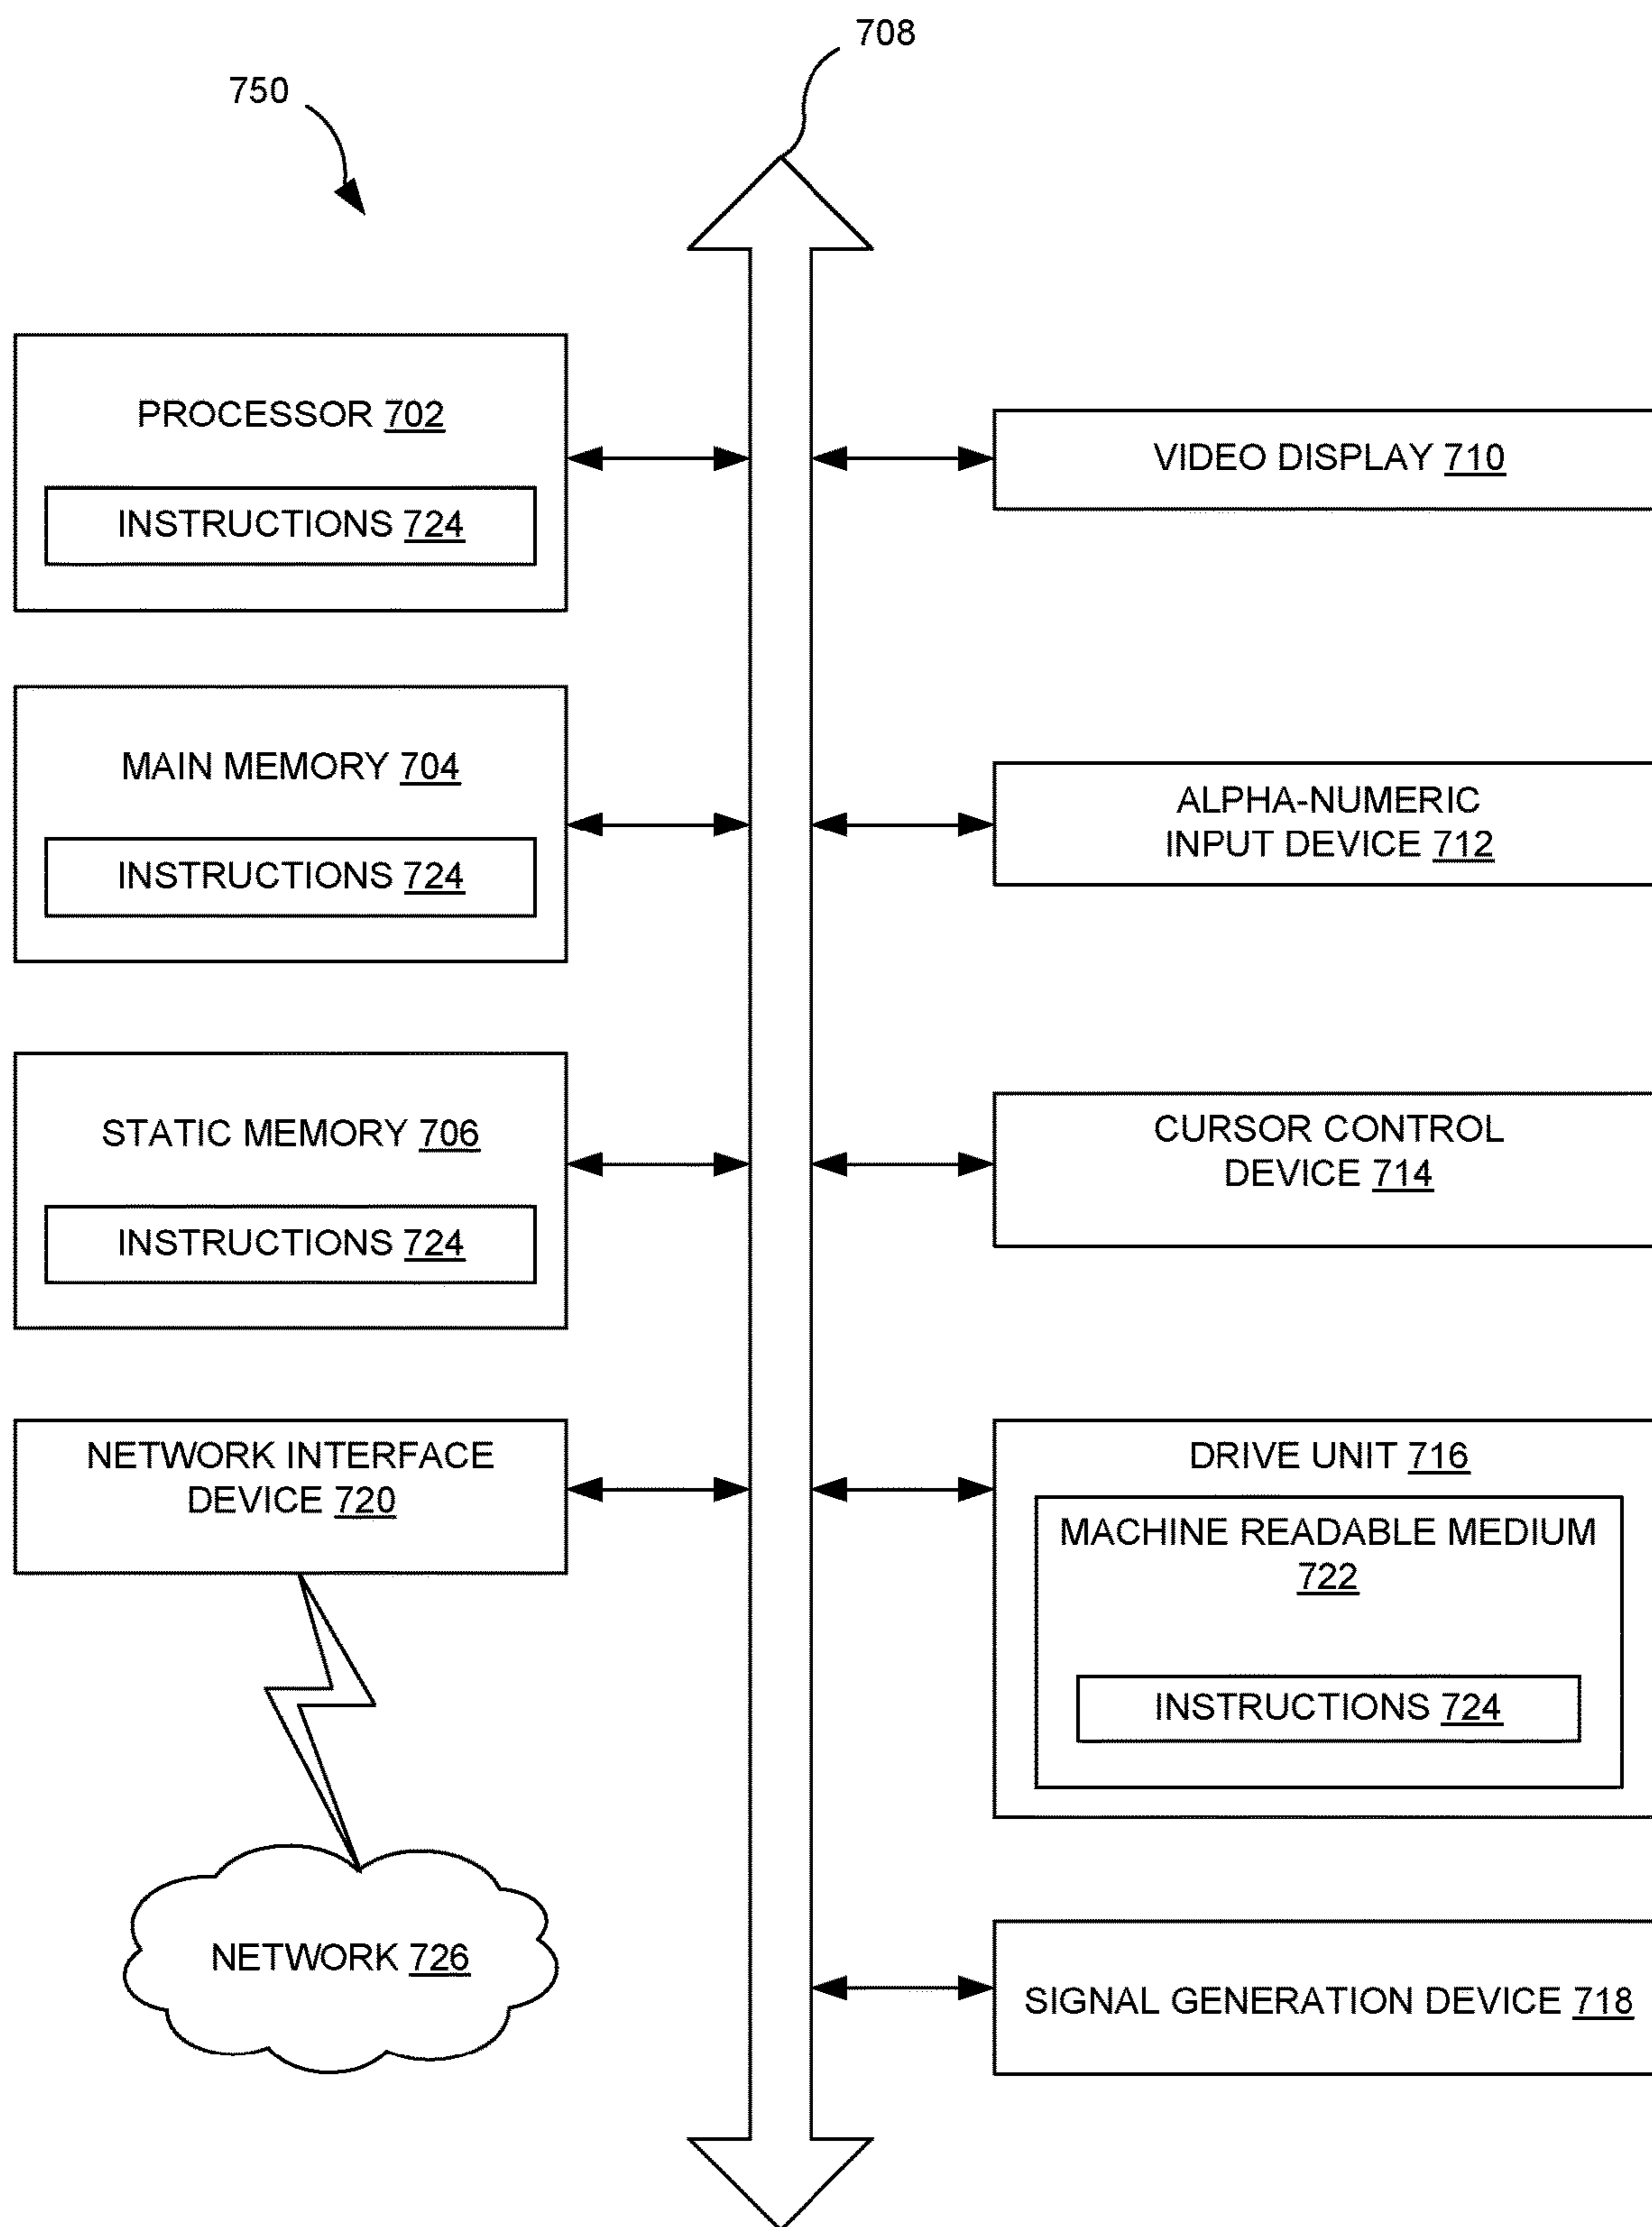 708
750
PROCESSOR 702
INSTRUCTIONS 724
MAIN MEMORY 704
INSTRUCTIONS 724
STATIC MEMORY 706
INSTRUCTIONS 724
NETWORK INTERFACE
DEVICE 720
NETWORK 726
VIDEO DISPLAY 710
ALPHA-NUMERIC
INPUT DEVICE 712
CURSOR CONTROL
DEVICE 714
DRIVE UNIT 716
MACHINE READABLE MEDIUM
722
INSTRUCTIONS 724
SIGNAL GENERATION DEVICE 718